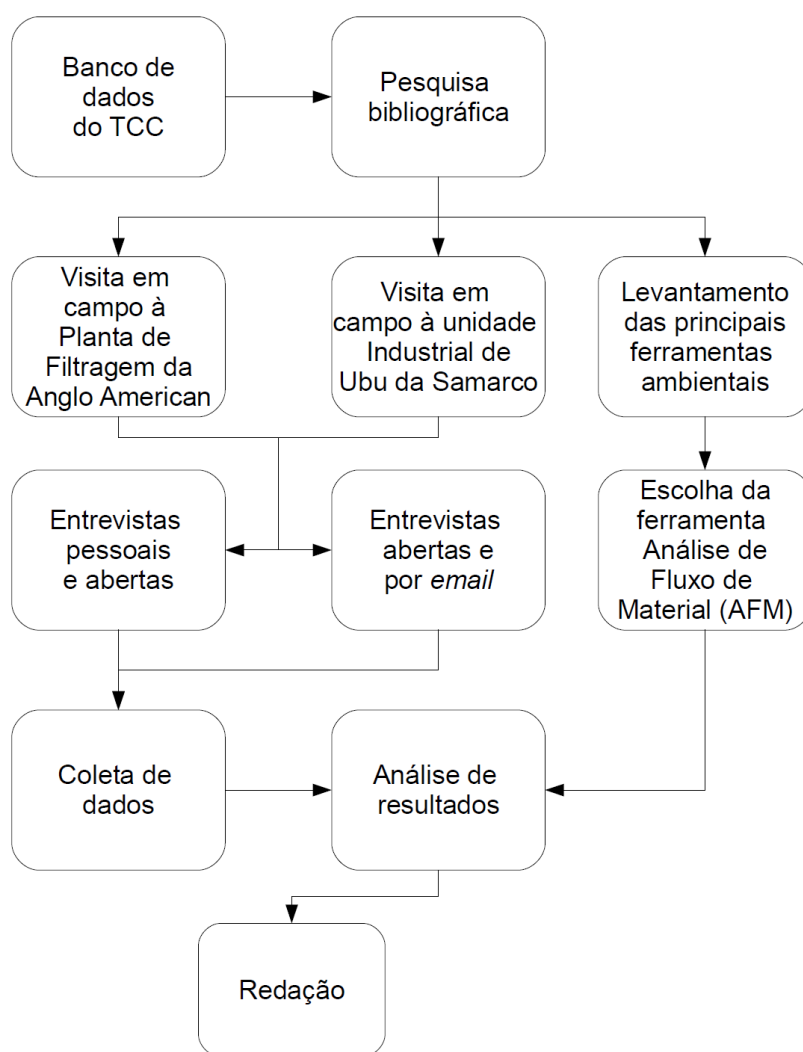 Banco de
dados
do TCC
Pesquisa
bibliográfica
Visita em
campo à
Planta de
Filtragem da
Anglo American
Visita em
campo à unidade
Industrial de
Ubu da Samarco
Levantamento
das principais
ferramentas
ambientais
Entrevistas
pessoais
e abertas
Entrevistas
abertas e
por email
Escolha da
ferramenta
Análise de
Fluxo de
Material (AFM)
Coleta de
dados
Análise de
resultados
Redação